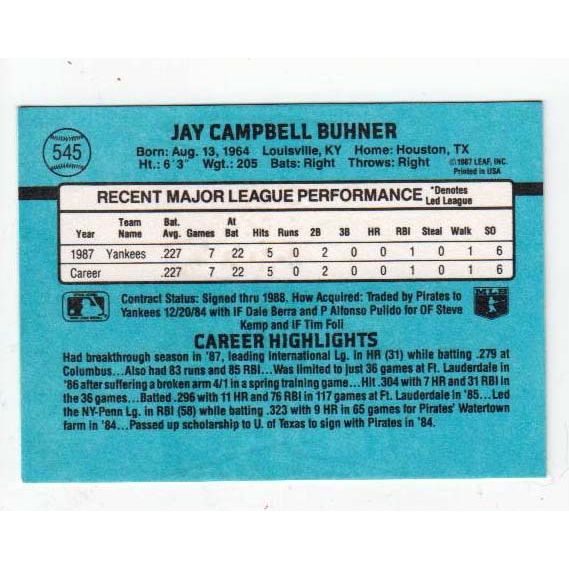 545
JAY CAMPBELL BUHNER
Born: Aug. 13, 1964 Louisville, KY Home: Houston, TX
Ht.: 6'3" Wgt.: 205 Bats: Right Throws: Right
©1987 LEAF, INC.
Printed in USA
RECENT MAJOR LEAGUE PERFORMANCE *Denotes Led League
Year Team Name Bat. Avg. Games At Bat Hits Runs 2B 3B HR RBI Steal Walk SO
1987 Yankees .227 7 22 5 0 2 0 0 1 0 1 6
Career .227 7 22 5 0 2 0 0 1 0 1 6
Contract Status: Signed thru 1988. How Acquired: Traded by Pirates to
Yankees 12/20/84 with IF Dale Berra and P Alfonso Pulido for OF Steve
Kemp and IF Tim Foli
MLB
CAREER HIGHLIGHTS
Had breakthrough season in '87, leading International Lg. in HR (31) while batting .279 at
Columbus...Also had 83 runs and 85 RBI...Was limited to just 36 games at Ft. Lauderdale in
'86 after suffering a broken arm 4/1 in a spring training game...Hit .304 with 7 HR and 31 RBI in
the 36 games...Batted .296 with 11 HR and 76 RBI in 117 games at Ft. Lauderdale in '85...Led
the NY-Penn Lg. in RBI (58) while batting .323 with 9 HR in 65 games for Pirates' Watertown
farm in '84...Passed up scholarship to U. of Texas to sign with Pirates in '84.